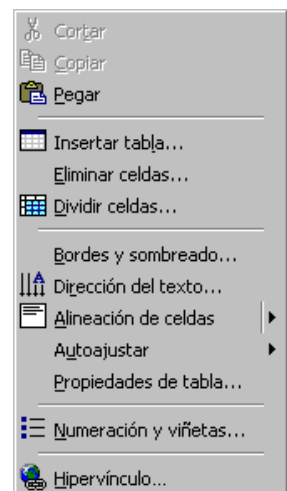 Cortar
Copiar
Pegar
Insertar tabla...
Eliminar celdas...
Dividir celdas...
Bordes y sombreado...
Dirección del texto...
Alineación de celdas
Autoajustar
Propiedades de tabla...
Numeración y viñetas...
Hipervínculo...